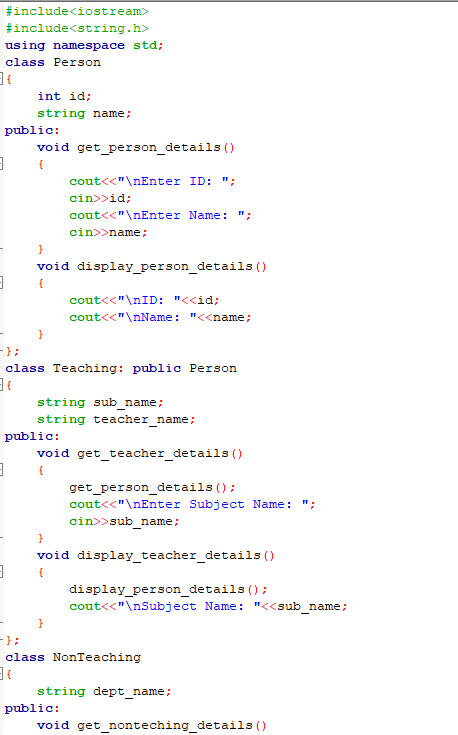 #include<iostream>
#include<string.h>
using namespace std;
class Person
{
    int id;
    string name;
public:
    void get_person_details()
    {
        cout<<"\nEnter ID: ";
        cin>>id;
        cout<<"\nEnter Name: ";
        cin>>name;
    }
    void display_person_details()
    {
        cout<<"\nID: "<<id;
        cout<<"\nName: "<<name;
    }
};
class Teaching: public Person
{
    string sub_name;
    string teacher_name;
public:
    void get_teacher_details()
    {
        get_person_details();
        cout<<"\nEnter Subject Name: ";
        cin>>sub_name;
    }
    void display_teacher_details()
    {
        display_person_details();
        cout<<"\nSubject Name: "<<sub_name;
    }
};
class NonTeaching
{
    string dept_name;
public:
    void get_nonteching_details()